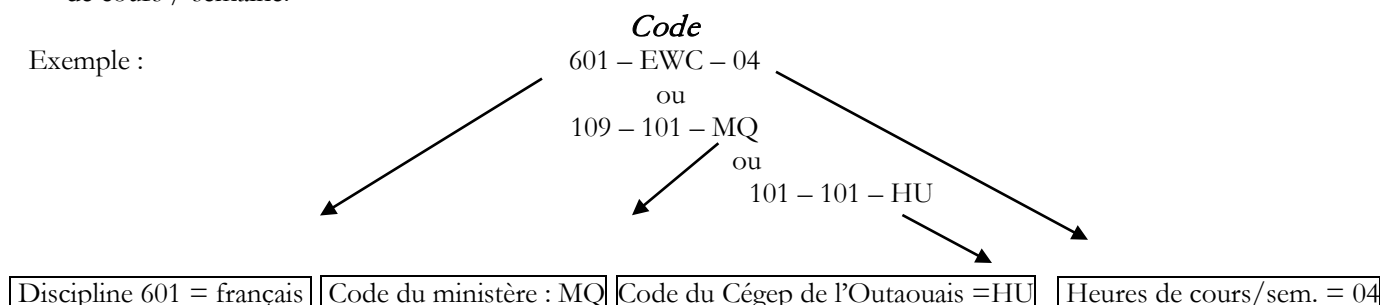 de cours / semaine.
Code
Exemple :
601 – EWC – 04
ou
109 – 101 – MQ
ou
101 – 101 – HU
Discipline 601 = français
Code du ministère : MQ
Code du Cégep de l’Outaouais =HU
Heures de cours/sem. = 04